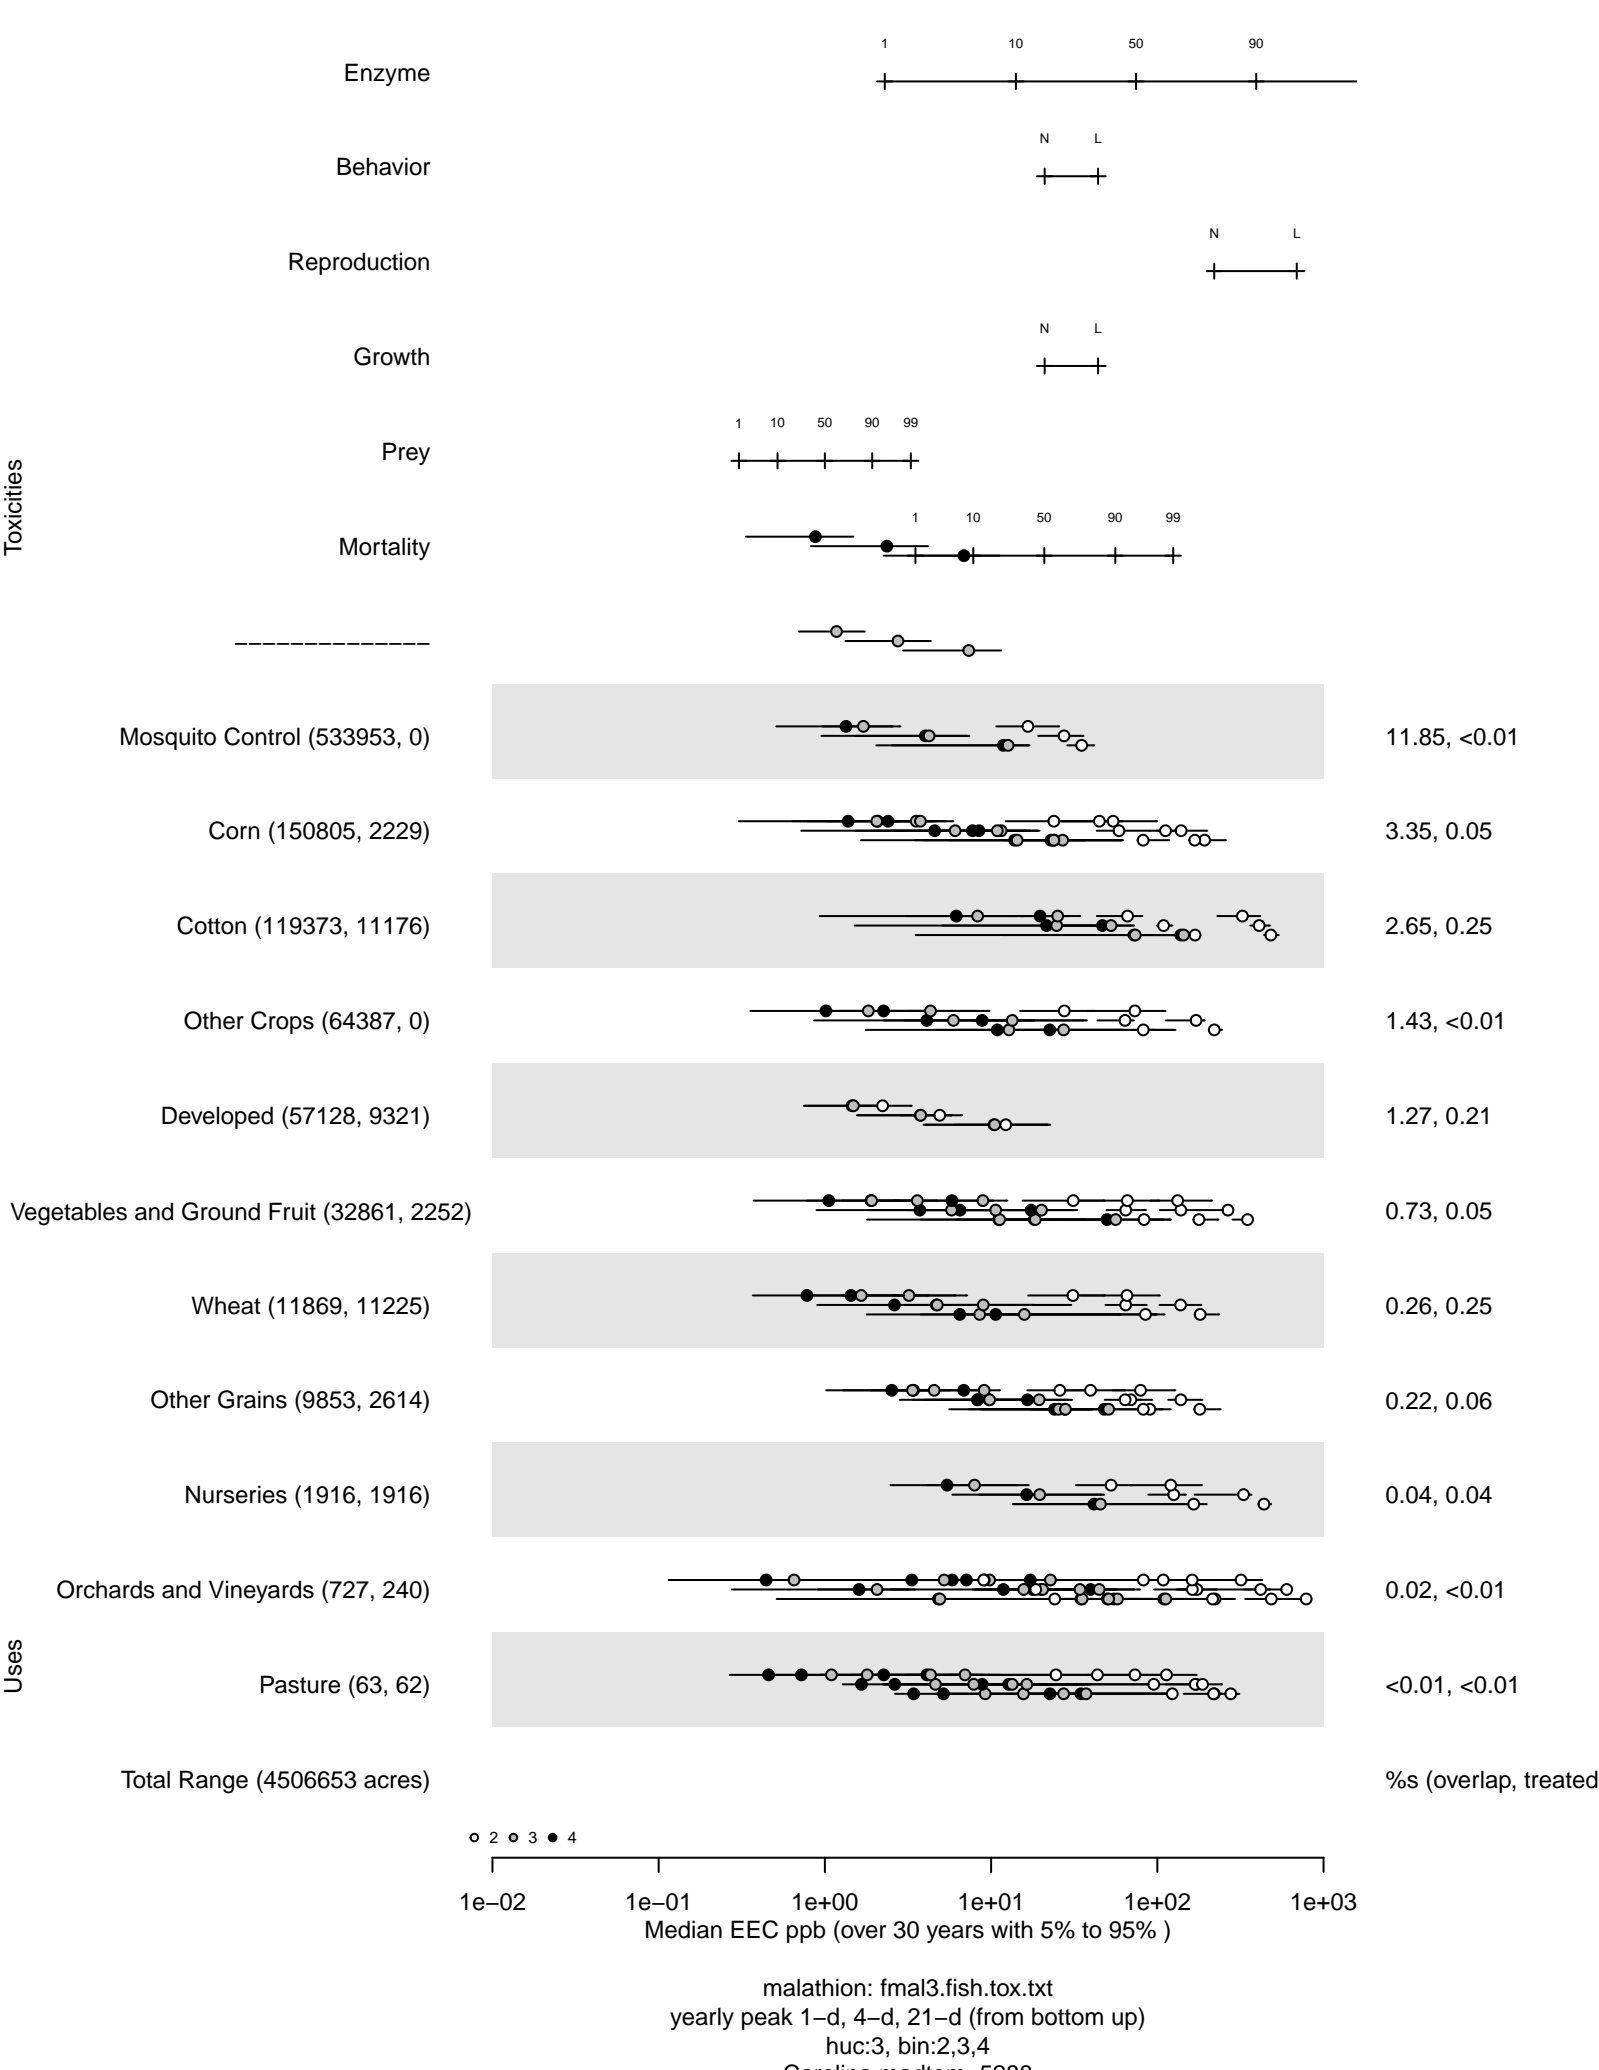 1 10 50 90
Enzyme
N L
Behavior
N L
Reproduction
N L
Growth
1 10 50 90 99
Prey
1 10 50 90 99
Mortality
Toxicities
−−−−−−−−−−−−−−
Mosquito Control (533953, 0) 11.85, <0.01
Corn (150805, 2229) 3.35, 0.05
Cotton (119373, 11176) 2.65, 0.25
Other Crops (64387, 0) 1.43, <0.01
Developed (57128, 9321) 1.27, 0.21
Vegetables and Ground Fruit (32861, 2252) 0.73, 0.05
Wheat (11869, 11225) 0.26, 0.25
Other Grains (9853, 2614) 0.22, 0.06
Nurseries (1916, 1916) 0.04, 0.04
Orchards and Vineyards (727, 240) 0.02, <0.01
Uses
Pasture (63, 62) <0.01, <0.01
Total Range (4506653 acres) %s (overlap, treated
2 3 4
1e−02 1e−01 1e+00 1e+01 1e+02 1e+03
Median EEC ppb (over 30 years with 5% to 95% )
malathion: fmal3.fish.tox.txt
yearly peak 1−d, 4−d, 21−d (from bottom up)
huc:3, bin:2,3,4